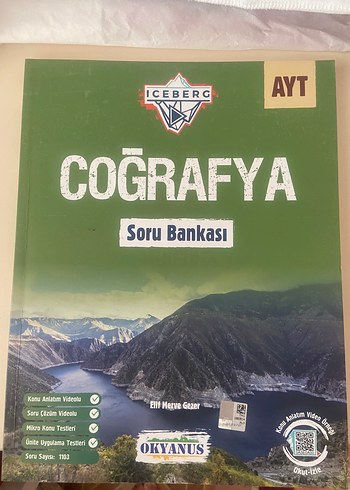 AYT
ICEBERG
COĞRAFYA
Soru Bankası
Konu Anlatım Videolu
Soru Çözüm Videolu
Mikro Konu Testleri
Ünite Uygulama Testleri
Soru Sayısı: 1103
Elif Merve Gezer
OKYANUS
Konu Anlatım Video Örneği
Okut-İzle